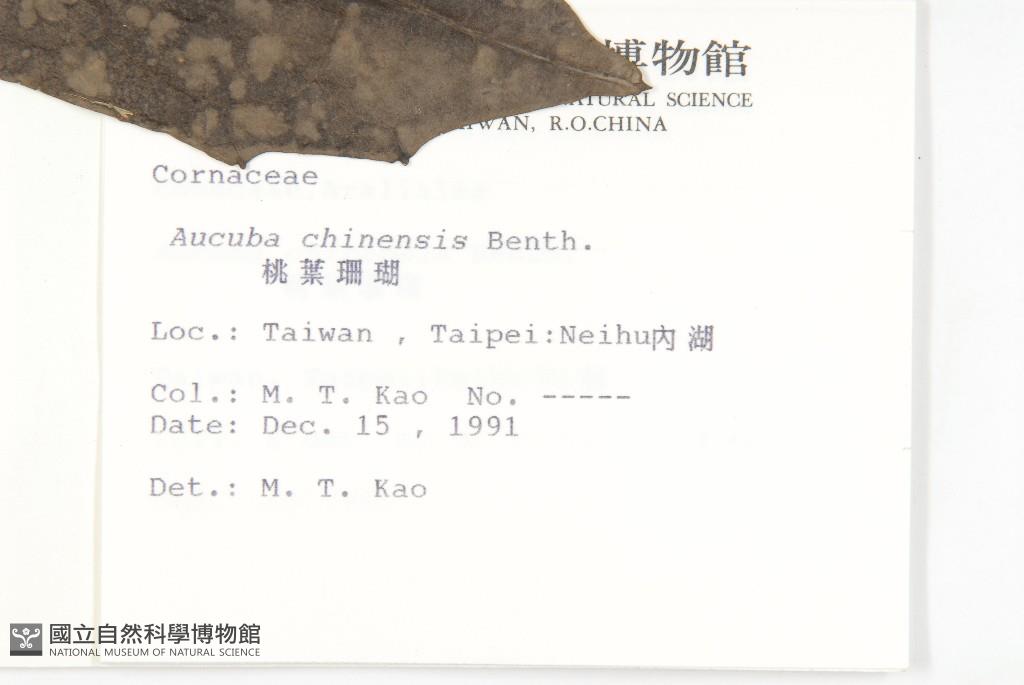 博物館
NATURAL SCIENCE
TAIWAN, R.O.CHINA
Cornaceae
Aucuba chinensis Benth.
桃葉珊瑚
Loc.: Taiwan , Taipei:Neihu內湖
Col.: M. T. Kao No. -----
Date: Dec. 15 , 1991
Det.: M. T. Kao
國立自然科學博物館
NATIONAL MUSEUM OF NATURAL SCIENCE